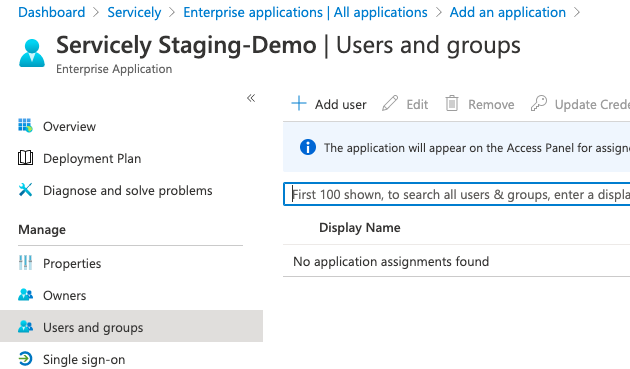 Dashboard > Servicely > Enterprise applications | All applications > Add an application >
Servicely Staging-Demo | Users and groups
Enterprise Application
«
+ Add user Edit Remove Update Crede
Overview
Deployment Plan
Diagnose and solve problems
The application will appear on the Access Panel for assigne
First 100 shown, to search all users & groups, enter a displa
Manage
Display Name
No application assignments found
Properties
Owners
Users and groups
Single sign-on